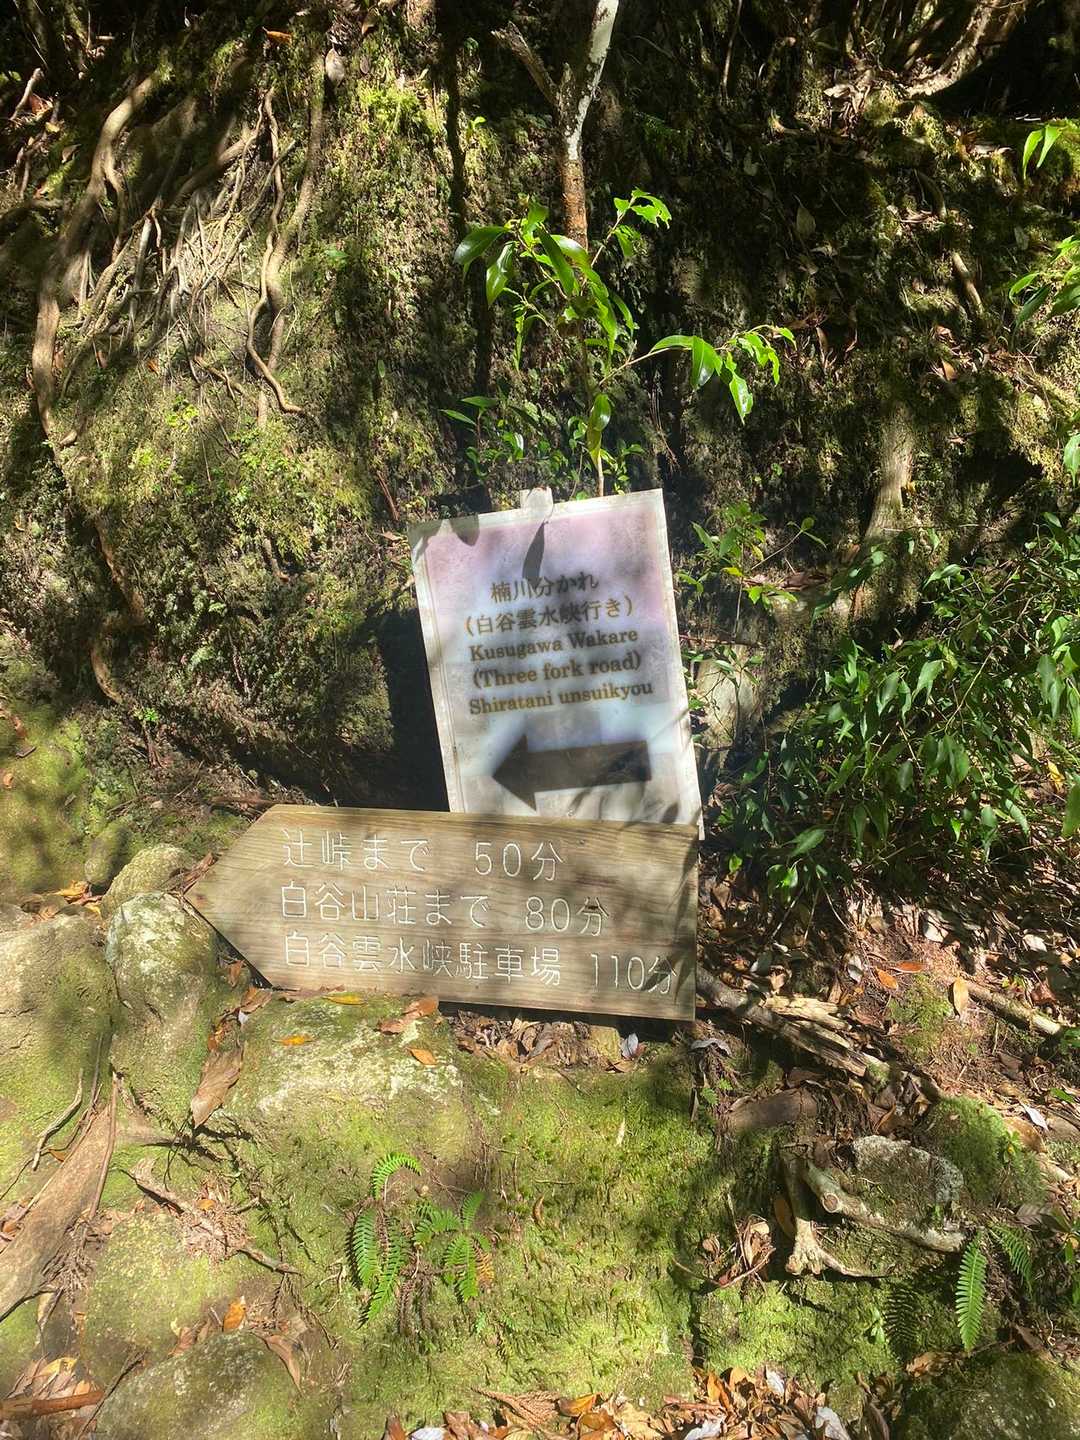 楠川分かれ
(白谷雲水峡行き)
Kusugawa Wakare
(Three fork road)
Shiratani unsuikyou
辻峠まで 50分
白谷山荘まで 80分
白谷雲水峡駐車場 110分